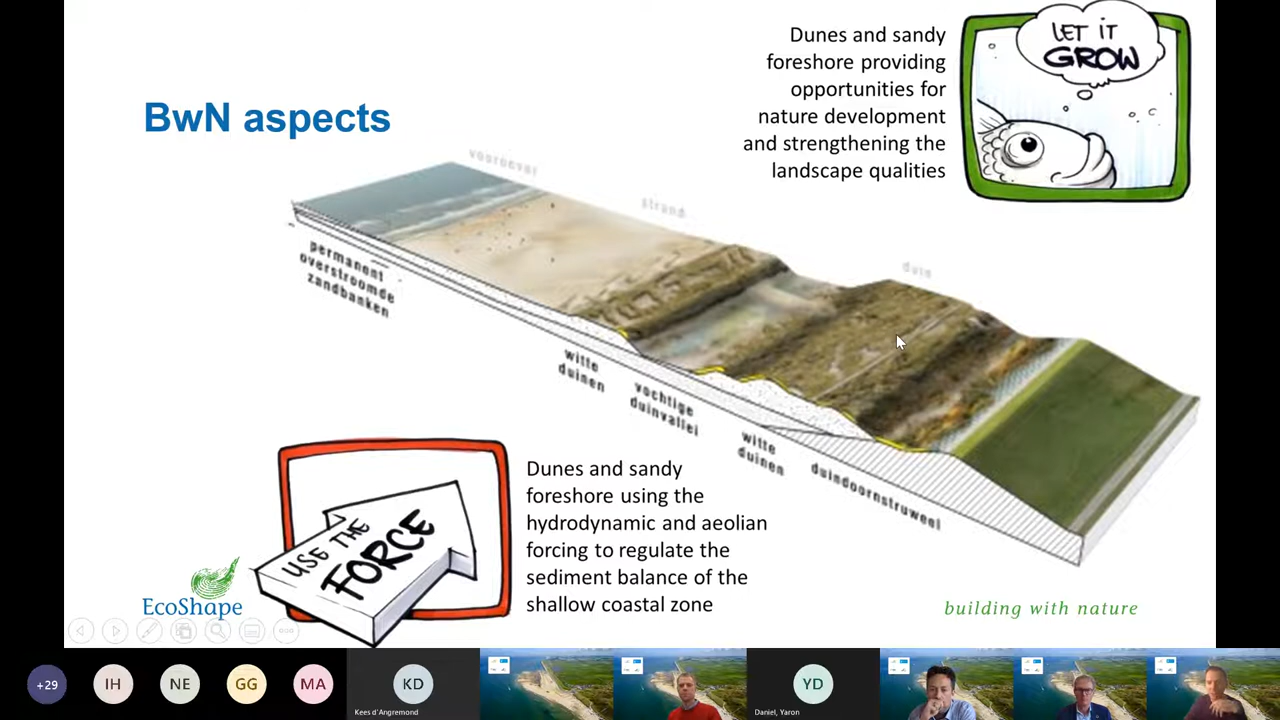 BwN aspects
Dunes and sandy
foreshore providing
opportunities for
nature development
and strengthening the
landscape qualities
LET IT
GROW
vooroever
strand
duin
permanent
overstroomde
zandbanken
witte
duinen
vochtige
duinvallei
witte
duinen
duindoornstruweel
USE THE
FORCE
Dunes and sandy
foreshore using the
hydrodynamic and aeolian
forcing to regulate the
sediment balance of the
shallow coastal zone
EcoShape
building with nature
+29
IH
NE
GG
MA
KD
Kees d'Angremond
YD
Daniel, Yaron